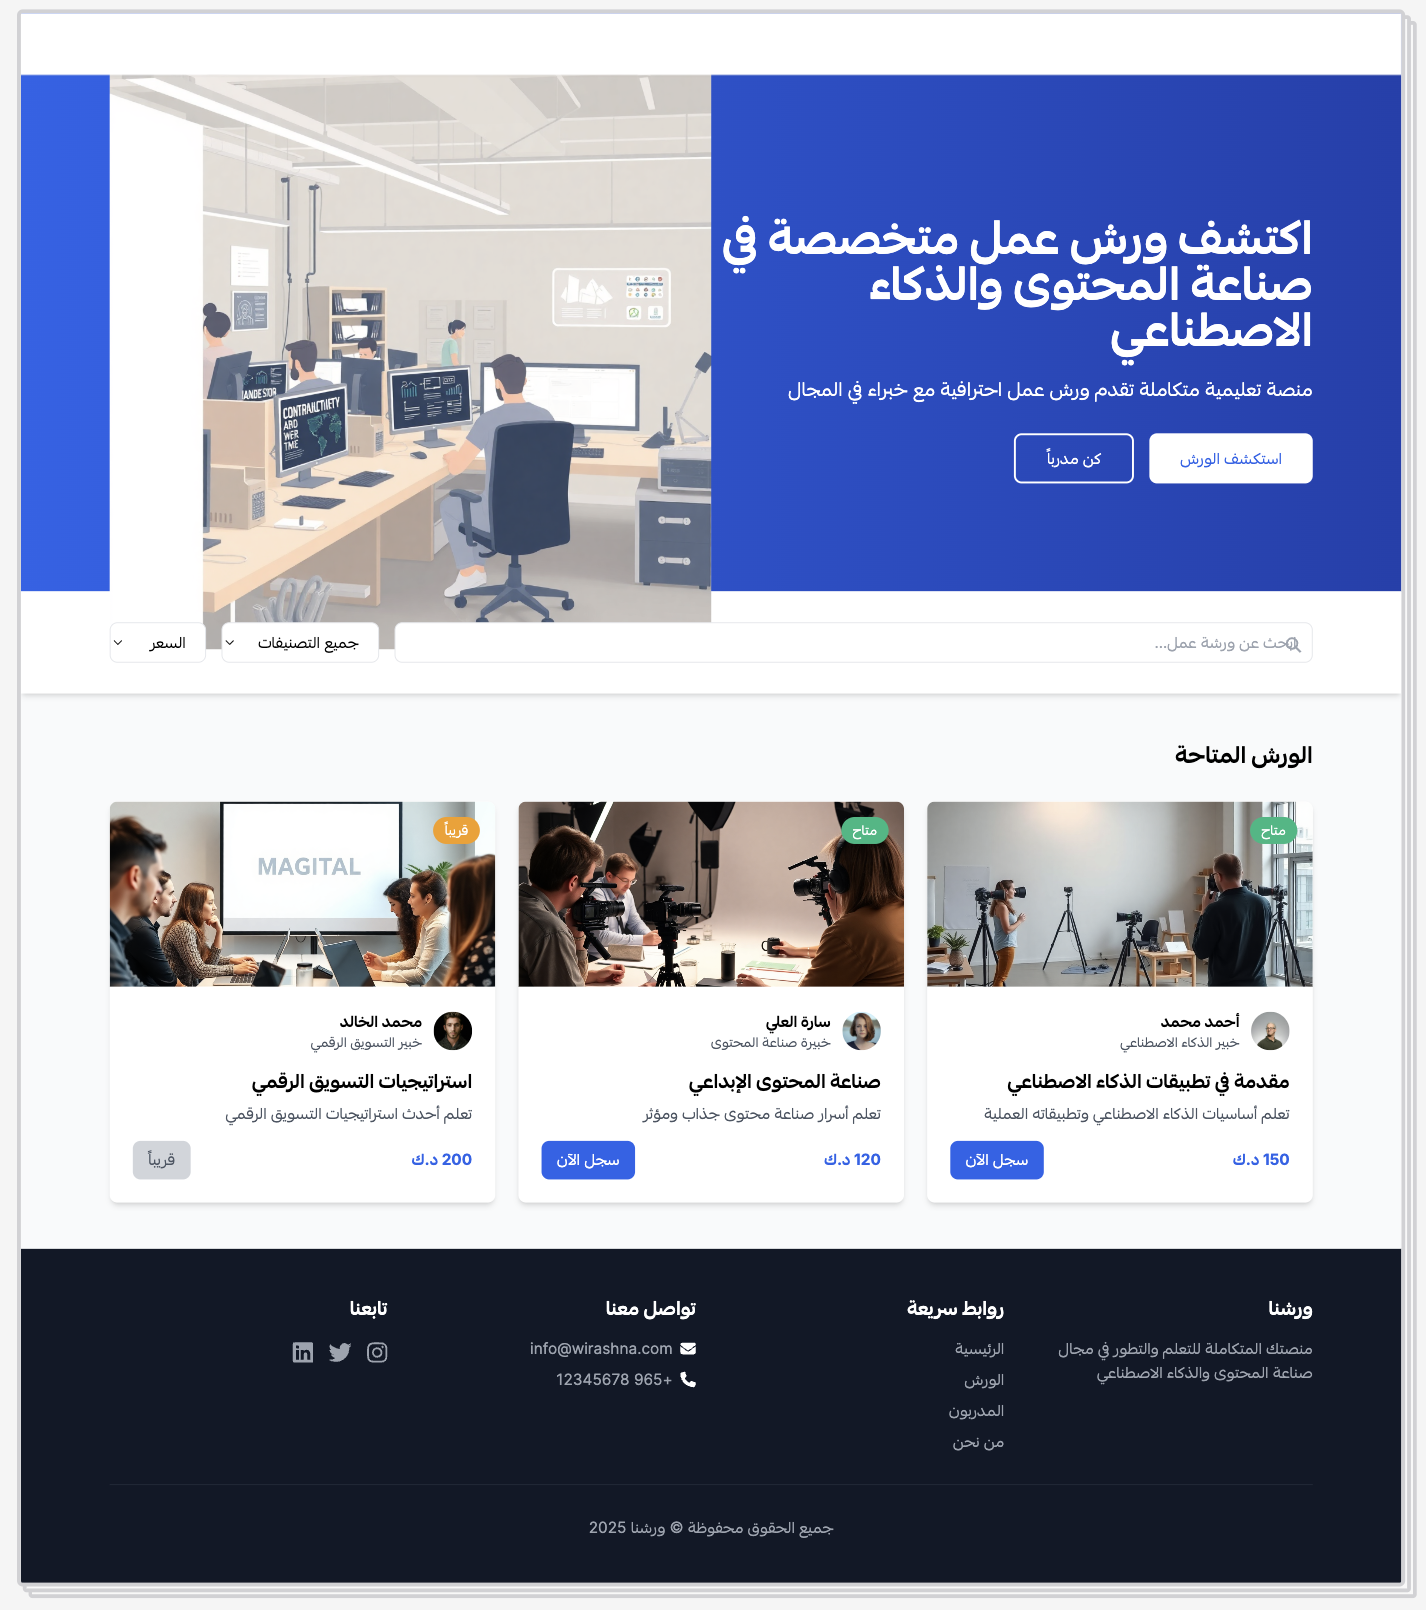 اكتشف ورش عمل متخصصة في
صناعة المحتوى والذكاء
الاصطناعي
منصة تعليمية متكاملة تقدم ورش عمل احترافية مع خبراء في المجال
استكشف الورش
كن مدرباً
CONTRALCTIVIETY
ABD
WER
TME
ابحث عن ورشة عمل...
جميع التصنيفات
السعر
الورش المتاحة
متاح
أحمد محمد
خبير الذكاء الاصطناعي
مقدمة في تطبيقات الذكاء الاصطناعي
تعلم أساسيات الذكاء الاصطناعي وتطبيقاته العملية
150 د.ك
سجل الآن
متاح
سارة العلي
خبيرة صناعة المحتوى
صناعة المحتوى الإبداعي
تعلم أسرار صناعة محتوى جذاب ومؤثر
120 د.ك
سجل الآن
قريباً
MAGITAL
محمد الخالد
خبير التسويق الرقمي
استراتيجيات التسويق الرقمي
تعلم أحدث استراتيجيات التسويق الرقمي
200 د.ك
قريباً
ورشنا
منصتك المتكاملة للتعلم والتطور في مجال
صناعة المحتوى والذكاء الاصطناعي
روابط سريعة
الرئيسية
الورش
المدربون
من نحن
تواصل معنا
info@wirashna.com
+965 12345678
تابعنا
جميع الحقوق محفوظة © ورشنا 2025